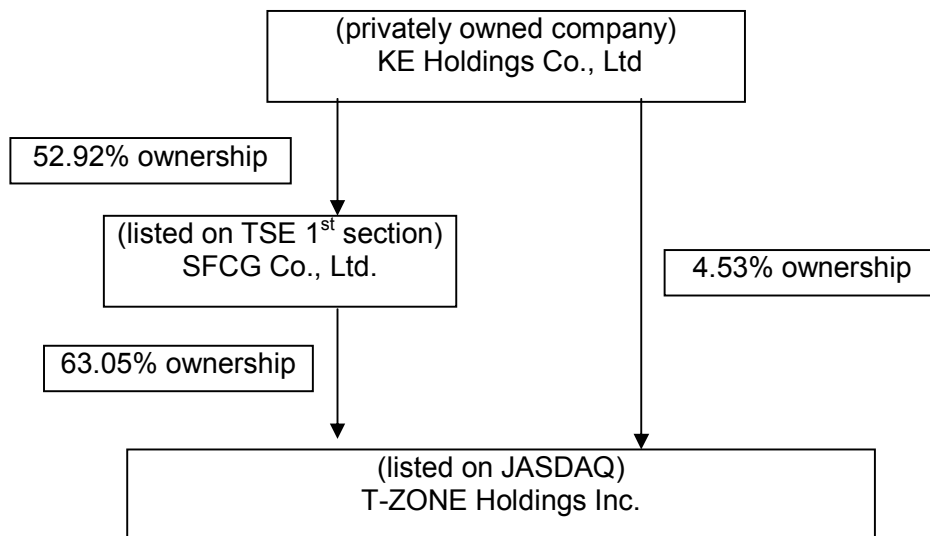 (privately owned company)
KE Holdings Co., Ltd
52.92% ownership
(listed on TSE 1st section)
SFCG Co., Ltd.
4.53% ownership
63.05% ownership
(listed on JASDAQ)
T-ZONE Holdings Inc.